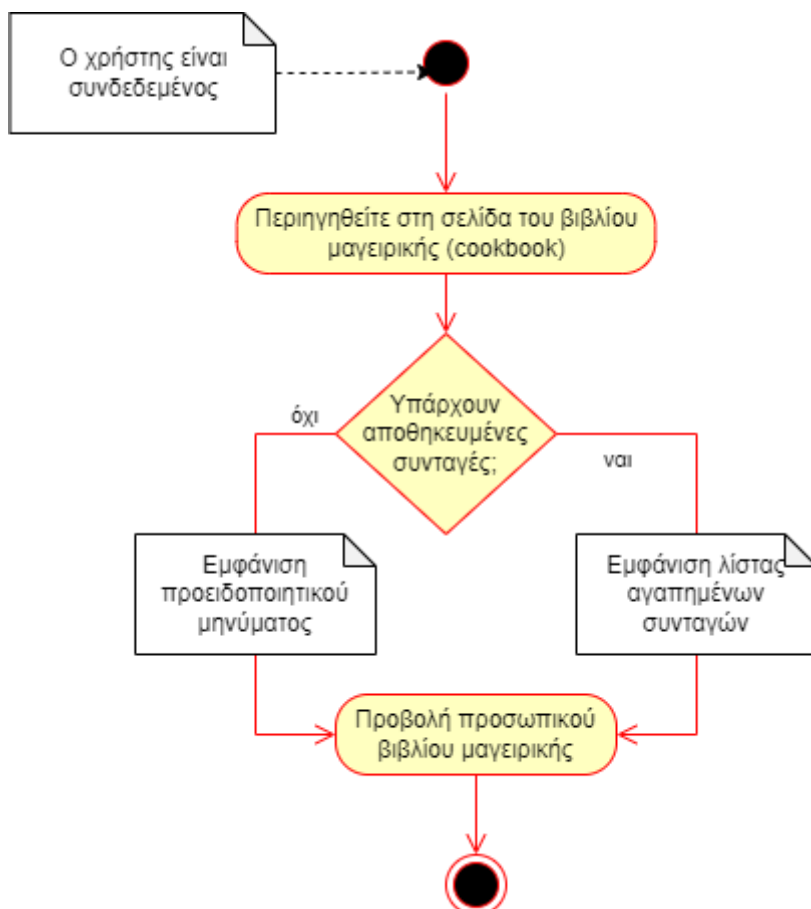 Ο χρήστης είναι
συνδεδεμένος
Περιηγηθείτε στη σελίδα του βιβλίου
μαγειρικής (cookbook)
Υπάρχουν
αποθηκευμένες
συνταγές;
όχι
ναι
Εμφάνιση
προειδοποιητικού
μηνύματος
Εμφάνιση λίστας
αγαπημένων
συνταγών
Προβολή προσωπικού
βιβλίου μαγειρικής